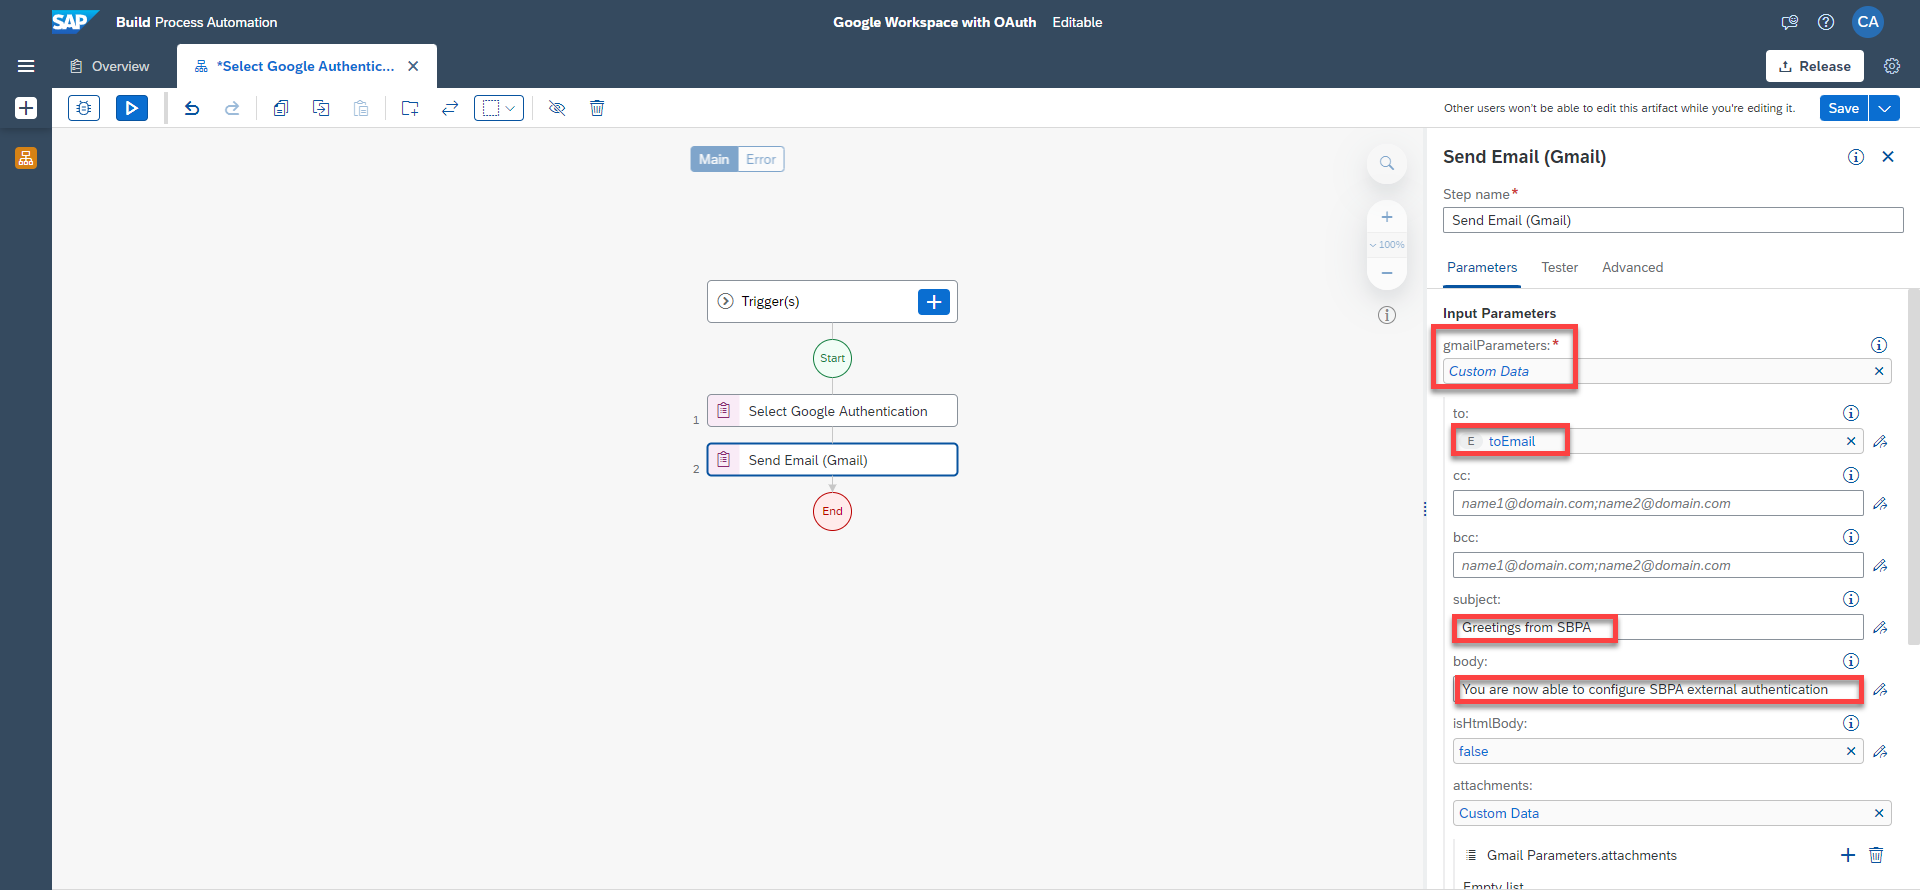 SAP
Build Process Automation
Google Workspace with OAuth Editable
CA
Overview
*Select Google Authentic...
Release
Other users won't be able to edit this artifact while you're editing it.
Save
Main
Error
100%
Trigger(s)
Start
1
Select Google Authentication
2
Send Email (Gmail)
End
Send Email (Gmail)
Step name*
Send Email (Gmail)
Parameters
Tester
Advanced
Input Parameters
gmailParameters:*
Custom Data
to:
E toEmail
cc:
name1@domain.com;name2@domain.com
bcc:
name1@domain.com;name2@domain.com
subject:
Greetings from SBPA
body:
You are now able to configure SBPA external authentication
isHtmlBody:
false
attachments:
Custom Data
Gmail Parameters.attachments
Empty list